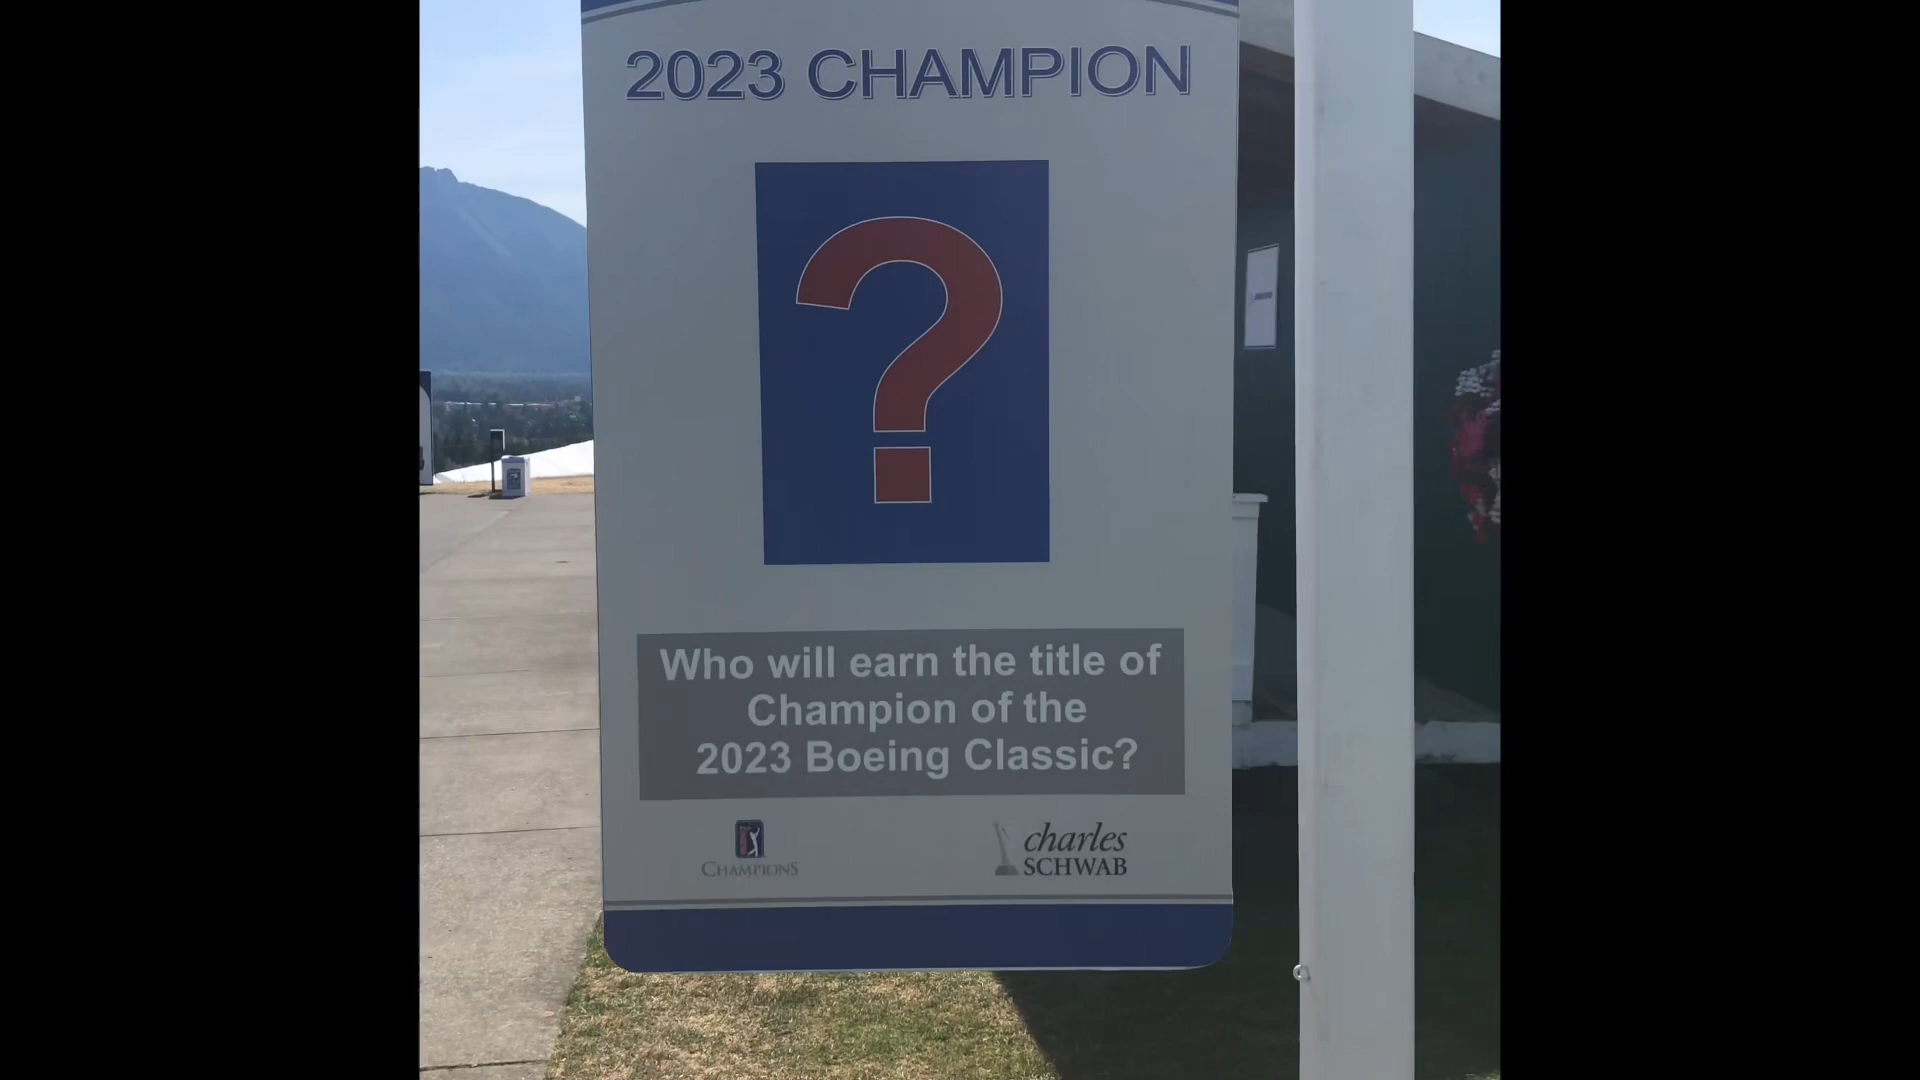 2023 CHAMPION
?
Who will earn the title of
Champion of the
2023 Boeing Classic?
CHAMPIONS
charles
SCHWAB